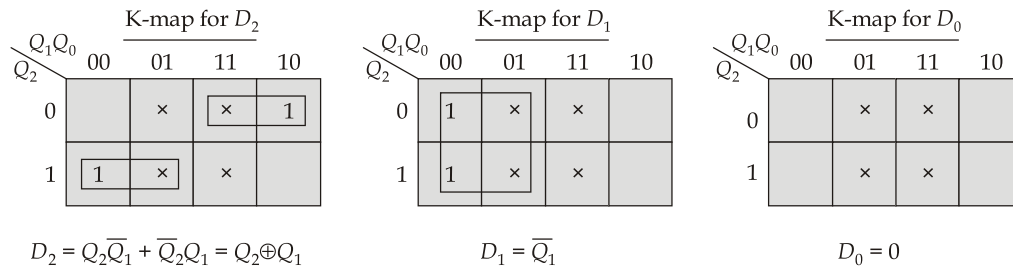 K-map for D₂
Q₁Q₀
Q₂
00 01 11 10
0 × × 1
1 1 × ×
D₂ = Q₂Q̅₁ + Q̅₂Q₁ = Q₂⊕Q₁
K-map for D₁
Q₁Q₀
Q₂
00 01 11 10
0 1 × ×
1 1 × ×
D₁ = Q̅₁
K-map for D₀
Q₁Q₀
Q₂
00 01 11 10
0 × ×
1 × ×
D₀ = 0